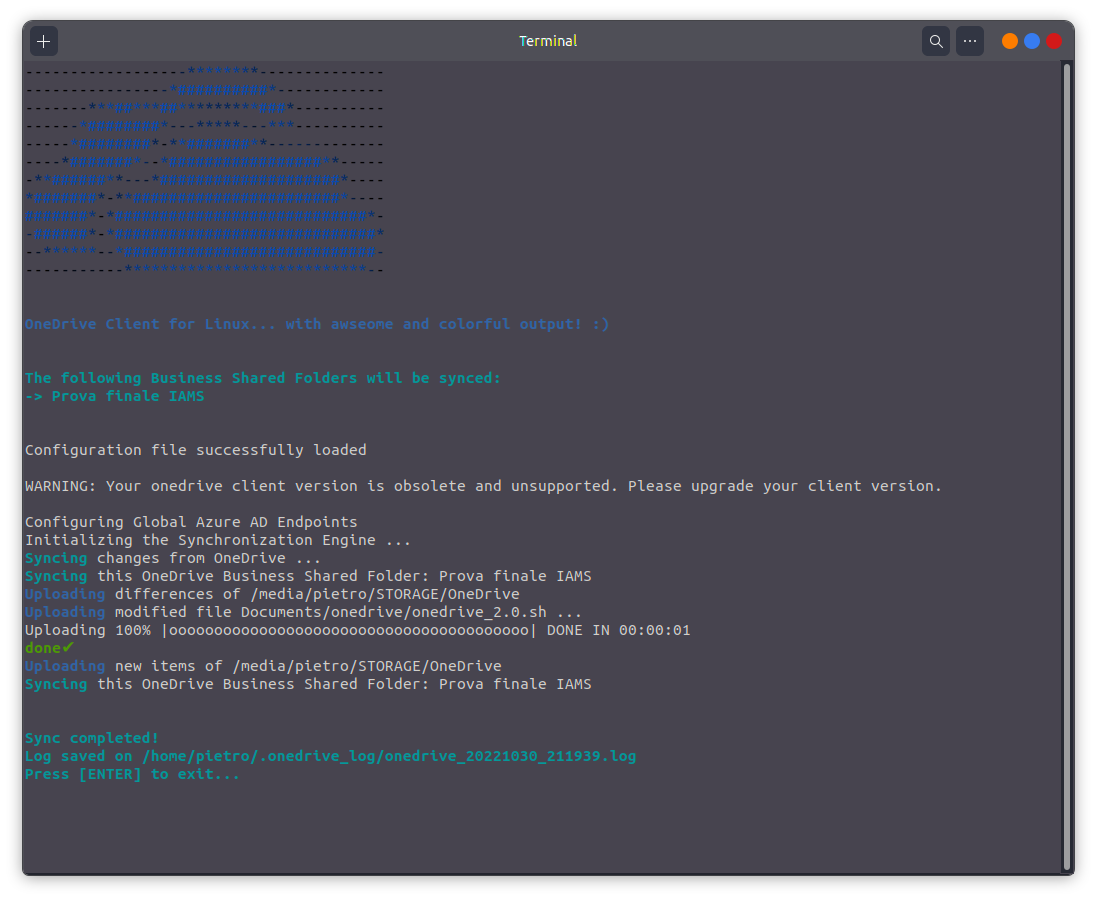 Terminal
------------------********--------------
----------------*##########*------------
-------***##***##*********###*----------
------*########*---*****---***----------
-----*########*-**#######**-------------
----*#######*--*#################**-----
-**######**---*####################*----
*#######*-**#######################*----
#######*-*############################*-
-######*-*#############################*
--******--*############################-
-----------***************************--
OneDrive Client for Linux... with awseome and colorful output! :)
The following Business Shared Folders will be synced:
-> Prova finale IAMS
Configuration file successfully loaded
WARNING: Your onedrive client version is obsolete and unsupported. Please upgrade your client version.
Configuring Global Azure AD Endpoints
Initializing the Synchronization Engine ...
Syncing changes from OneDrive ...
Syncing this OneDrive Business Shared Folder: Prova finale IAMS
Uploading differences of /media/pietro/STORAGE/OneDrive
Uploading modified file Documents/onedrive/onedrive_2.0.sh ...
Uploading 100% |oooooooooooooooooooooooooooooooooooooooo| DONE IN 00:00:01
done✔
Uploading new items of /media/pietro/STORAGE/OneDrive
Syncing this OneDrive Business Shared Folder: Prova finale IAMS
Sync completed!
Log saved on /home/pietro/.onedrive_log/onedrive_20221030_211939.log
Press [ENTER] to exit...